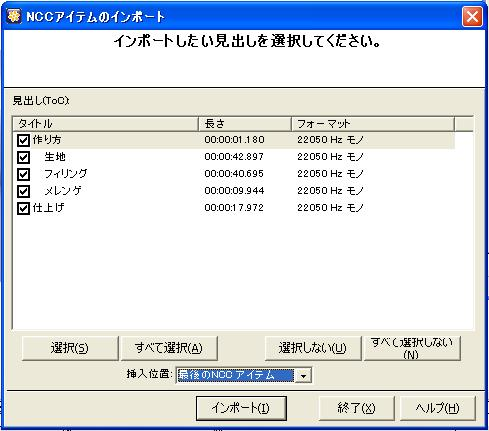 NCCアイテムのインポート
インポートしたい見出しを選択してください。
見出し(ToC):
タイトル 長さ フォーマット
作り方 00:00:01.180 22050 Hz モノ
生地 00:00:42.897 22050 Hz モノ
フィリング 00:00:40.695 22050 Hz モノ
メレンゲ 00:00:09.944 22050 Hz モノ
仕上げ 00:00:17.972 22050 Hz モノ
選択(S) すべて選択(A) 選択しない(U) すべて選択しない(N)
挿入位置: 最後のNCCアイテム
インポート(I) 終了(X) ヘルプ(H)